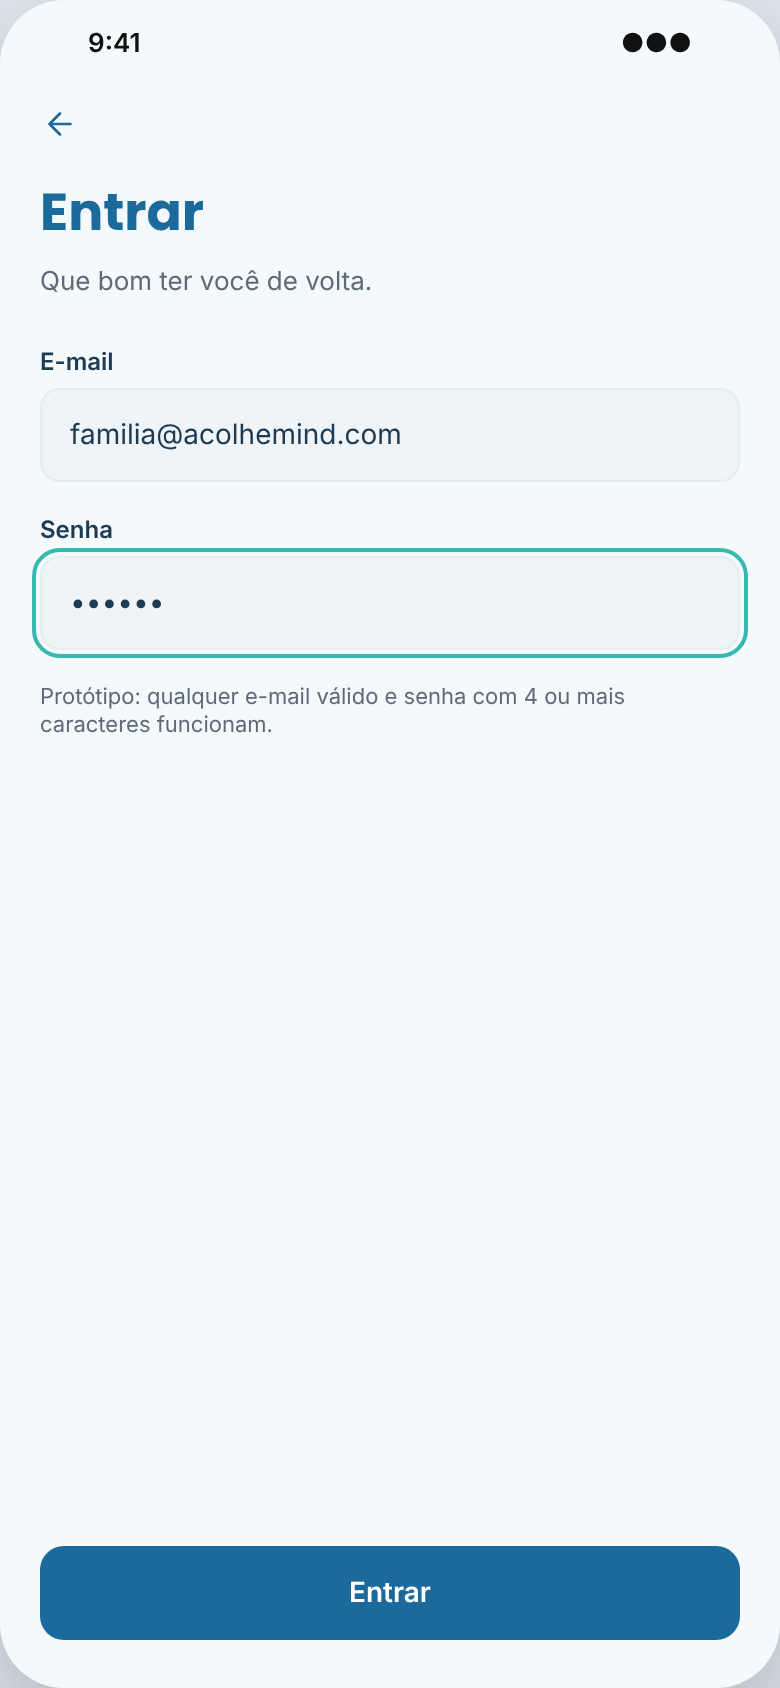 9:41
Entrar
Que bom ter você de volta.
E-mail
familia@acolhemind.com
Senha
••••••
Protótipo: qualquer e-mail válido e senha com 4 ou mais
caracteres funcionam.
Entrar